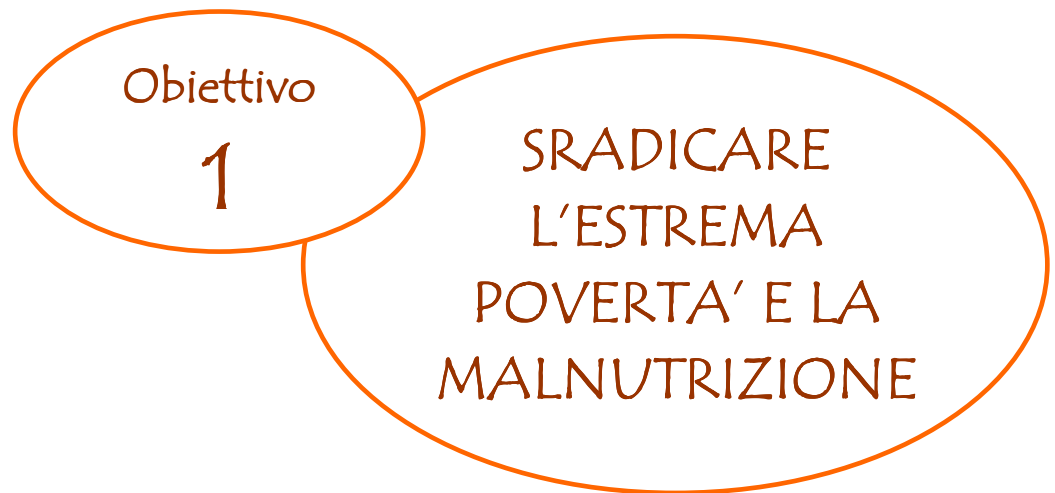 Obiettivo
1
SRADICARE
L’ESTREMA
POVERTA’ E LA
MALNUTRIZIONE